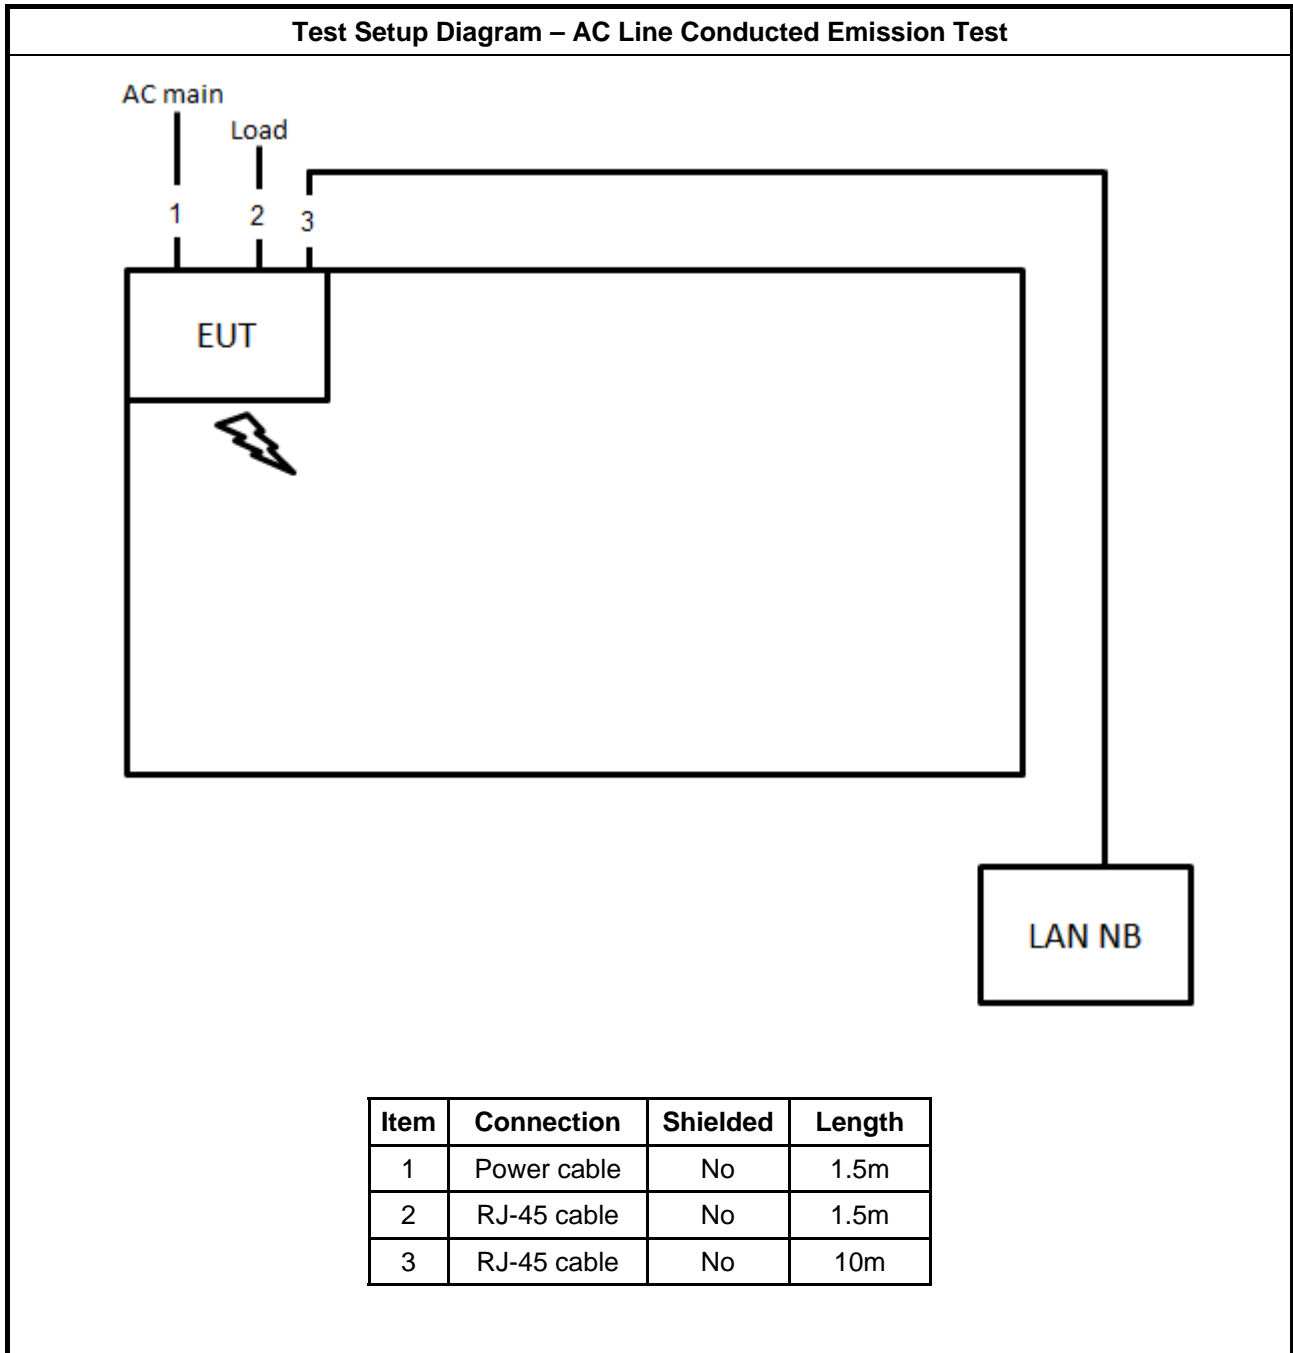 Test Setup Diagram – AC Line Conducted Emission Test
AC main
Load
1 2 3
EUT
LAN NB
Item Connection Shielded Length
1 Power cable No 1.5m
2 RJ-45 cable No 1.5m
3 RJ-45 cable No 10m